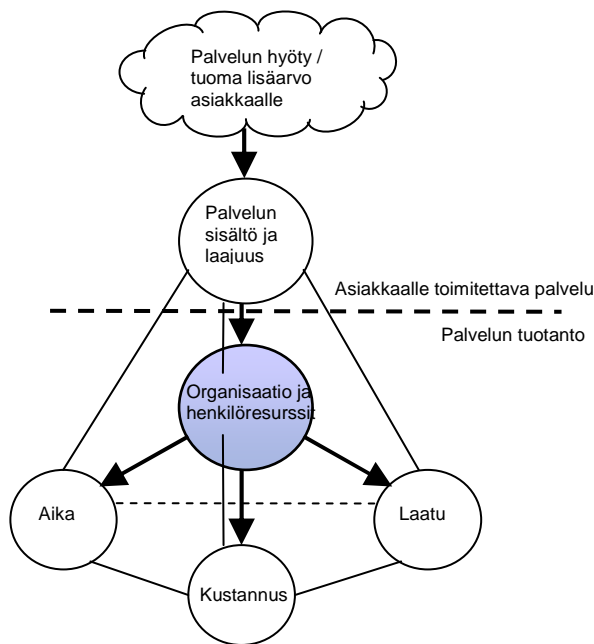 Palvelun hyöty /
tuoma lisäarvo
asiakkaalle
Palvelun
sisältö ja
laajuus
Asiakkaalle toimitettava palvelu
Palvelun tuotanto
Organisaatio ja
henkilöresurssit
Aika
Laatu
Kustannus